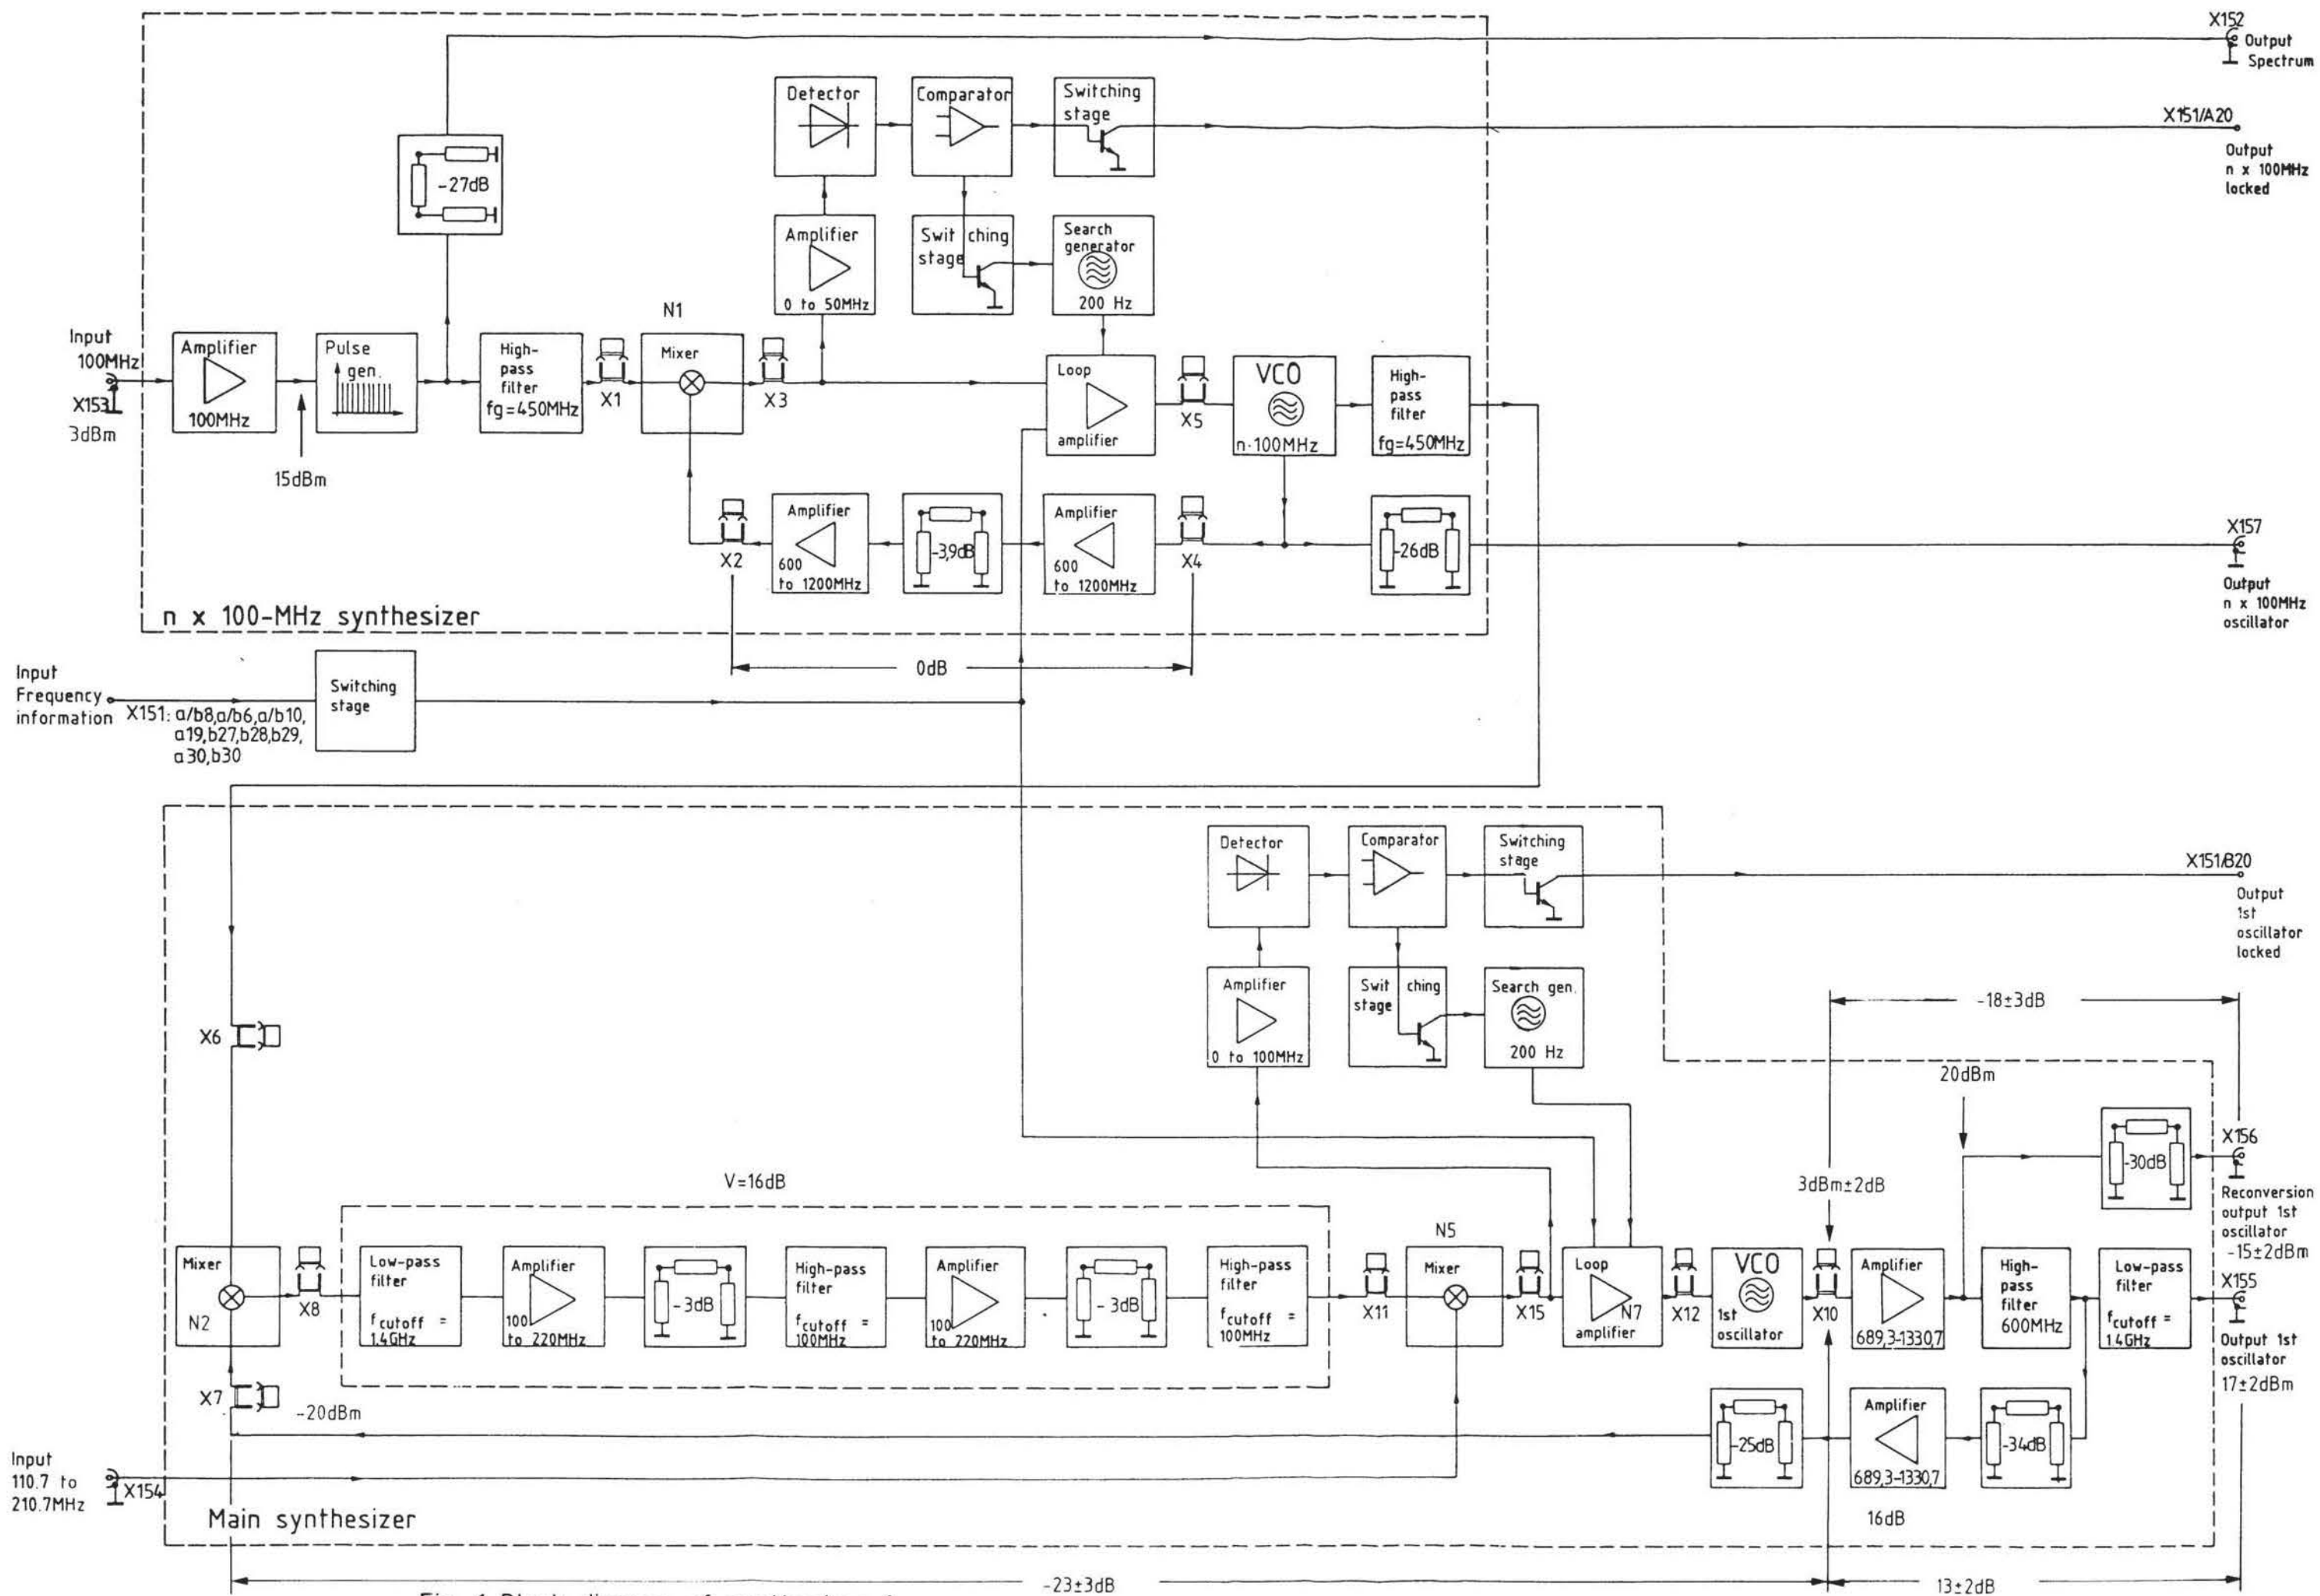 X152
Output
Spectrum
Detector
Comparator
Switching
stage
X151/A20
Output
n x 100MHz
locked
-27dB
Amplifier
0 to 50MHz
Swit ching
stage
Search
generator
200 Hz
Input
100MHz
X153
3dBm
Amplifier
100MHz
15dBm
Pulse
gen.
High-
pass
filter
fg=450MHz
X1
N1
Mixer
X3
Loop
amplifier
X5
VCO
n·100MHz
High-
pass
filter
fg=450MHz
X2
Amplifier
600
to 1200MHz
-3,9dB
Amplifier
600
to 1200MHz
X4
-26dB
X157
Output
n x 100MHz
oscillator
n x 100-MHz synthesizer
0dB
Input
Frequency
information
X151: a/b8,a/b6,a/b10,
a19,b27,b28,b29,
a30,b30
Switching
stage
Detector
Comparator
Switching
stage
X151/B20
Output
1st
oscillator
locked
X6
Amplifier
0 to 100MHz
Swit ching
stage
Search gen.
200 Hz
-18±3dB
20dBm
3dBm±2dB
-30dB
X156
Reconversion
output 1st
oscillator
-15±2dBm
V=16dB
Mixer
N2
X8
Low-pass
filter
fcutoff =
1.4GHz
Amplifier
100
to 220MHz
-3dB
High-pass
filter
fcutoff =
100MHz
Amplifier
100
to 220MHz
-3dB
High-pass
filter
fcutoff =
100MHz
X11
N5
Mixer
X15
Loop
N7
amplifier
X12
VCO
1st
oscillator
X10
Amplifier
689,3-1330,7
High-
pass
filter
600MHz
Low-pass
filter
fcutoff =
1.4GHz
X155
Output 1st
oscillator
17±2dBm
X7
-20dBm
-25dB
Amplifier
689,3-1330,7
-34dB
16dB
Input
110.7 to
210.7MHz
X154
Main synthesizer
-23±3dB
13±2dB